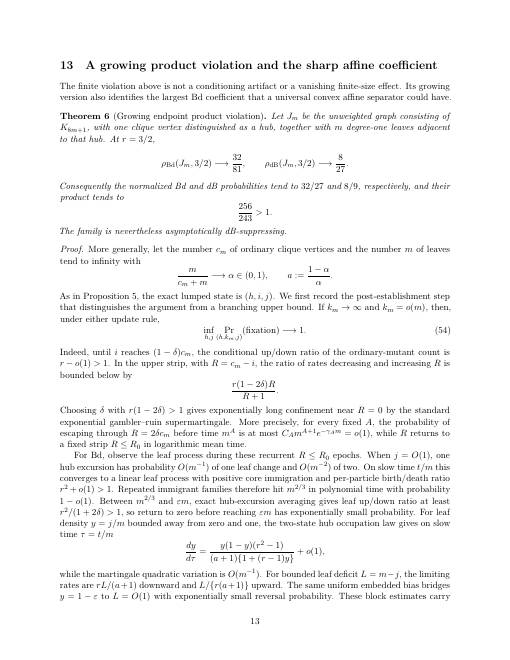 13 A growing product violation and the sharp affine coefficient
The finite violation above is not a conditioning artifact or a vanishing finite-size effect. Its growing
version also identifies the largest Bd coefficient that a universal convex affine separator could have.
Theorem 6 (Growing endpoint product violation). Let J_m be the unweighted graph consisting of
K_{8m+1}, with one clique vertex distinguished as a hub, together with m degree-one leaves adjacent
to that hub. At r = 3/2,
ρ_Bd(J_m, 3/2) ⟶ 32/81, ρ_dB(J_m, 3/2) ⟶ 8/27.
Consequently the normalized Bd and dB probabilities tend to 32/27 and 8/9, respectively, and their
product tends to
256/243 > 1.
The family is nevertheless asymptotically dB-suppressing.
Proof. More generally, let the number c_m of ordinary clique vertices and the number m of leaves
tend to infinity with
m/(c_m + m) ⟶ α ∈ (0, 1), a := (1 − α)/α.
As in Proposition 5, the exact lumped state is (h, i, j). We first record the post-establishment step
that distinguishes the argument from a branching upper bound. If k_m → ∞ and k_m = o(m), then,
under either update rule,
inf_{h,j} Pr_{(h,k_m,j)}(fixation) ⟶ 1. (54)
Indeed, until i reaches (1 − δ)c_m, the conditional up/down ratio of the ordinary-mutant count is
r − o(1) > 1. In the upper strip, with R = c_m − i, the ratio of rates decreasing and increasing R is
bounded below by
r(1 − 2δ)R/(R + 1).
Choosing δ with r(1 − 2δ) > 1 gives exponentially long confinement near R = 0 by the standard
exponential gambler-ruin supermartingale. More precisely, for every fixed A, the probability of
escaping through R = 2δc_m before time m^A is at most C_A m^{A+1} e^{−γ_A m} = o(1), while R returns to
a fixed strip R ≤ R_0 in logarithmic mean time.
For Bd, observe the leaf process during these recurrent R ≤ R_0 epochs. When j = O(1), one
hub excursion has probability O(m^{−1}) of one leaf change and O(m^{−2}) of two. On slow time t/m this
converges to a linear leaf process with positive core immigration and per-particle birth/death ratio
r^2 + o(1) > 1. Repeated immigrant families therefore hit m^{2/3} in polynomial time with probability
1 − o(1). Between m^{2/3} and εm, exact hub-excursion averaging gives leaf up/down ratio at least
r^2/(1 + 2δ) > 1, so return to zero before reaching εm has exponentially small probability. For leaf
density y = j/m bounded away from zero and one, the two-state hub occupation law gives on slow
time τ = t/m
dy/dτ = y(1 − y)(r^2 − 1)/((a + 1){1 + (r − 1)y}) + o(1),
while the martingale quadratic variation is O(m^{−1}). For bounded leaf deficit L = m−j, the limiting
rates are rL/(a+1) downward and L/{r(a+1)} upward. The same uniform embedded bias bridges
y = 1 − ε to L = O(1) with exponentially small reversal probability. These block estimates carry
13